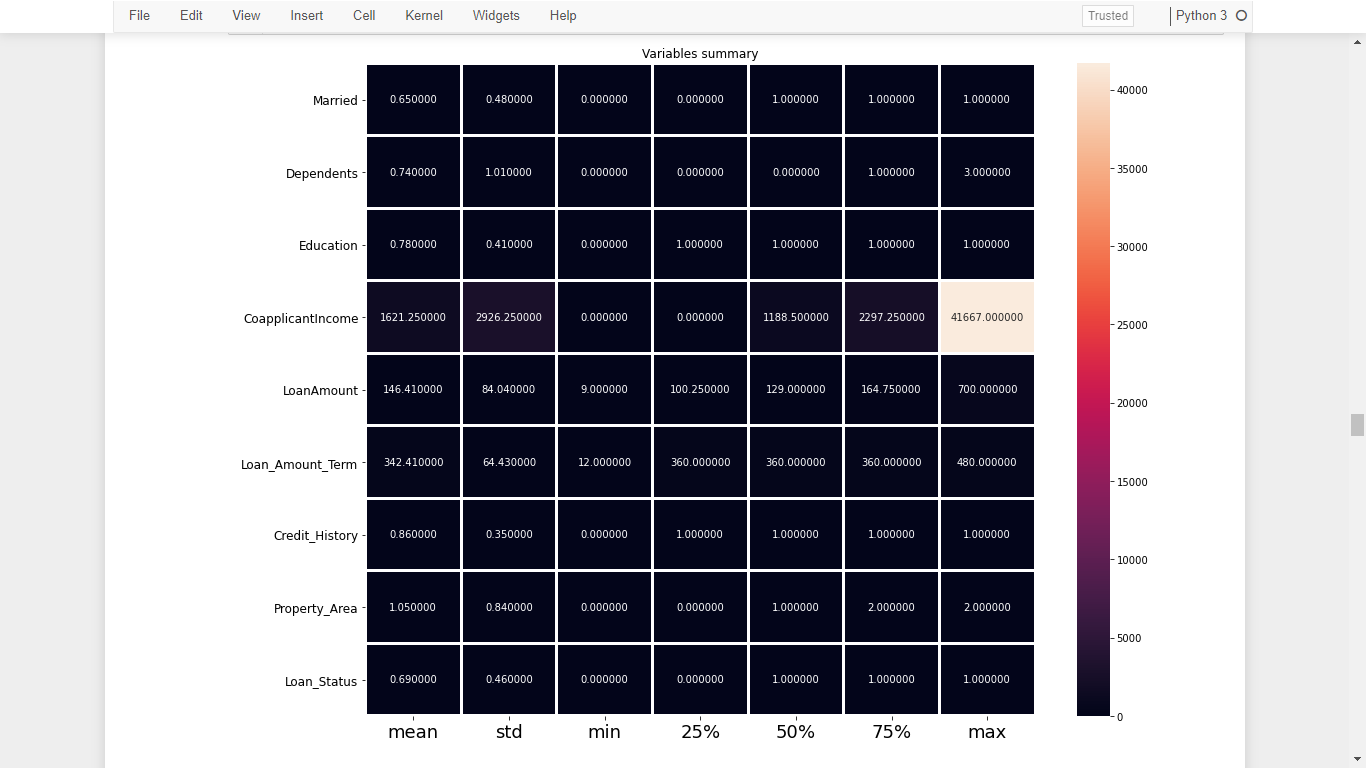 File Edit View Insert Cell Kernel Widgets Help Trusted Python 3
Variables summary
Married 0.650000 0.480000 0.000000 0.000000 1.000000 1.000000 1.000000
Dependents 0.740000 1.010000 0.000000 0.000000 0.000000 1.000000 3.000000
Education 0.780000 0.410000 0.000000 1.000000 1.000000 1.000000 1.000000
CoapplicantIncome 1621.250000 2926.250000 0.000000 0.000000 1188.500000 2297.250000 41667.000000
LoanAmount 146.410000 84.040000 9.000000 100.250000 129.000000 164.750000 700.000000
Loan_Amount_Term 342.410000 64.430000 12.000000 360.000000 360.000000 360.000000 480.000000
Credit_History 0.860000 0.350000 0.000000 1.000000 1.000000 1.000000 1.000000
Property_Area 1.050000 0.840000 0.000000 0.000000 1.000000 2.000000 2.000000
Loan_Status 0.690000 0.460000 0.000000 0.000000 1.000000 1.000000 1.000000
mean std min 25% 50% 75% max
40000
35000
30000
25000
20000
15000
10000
5000
0